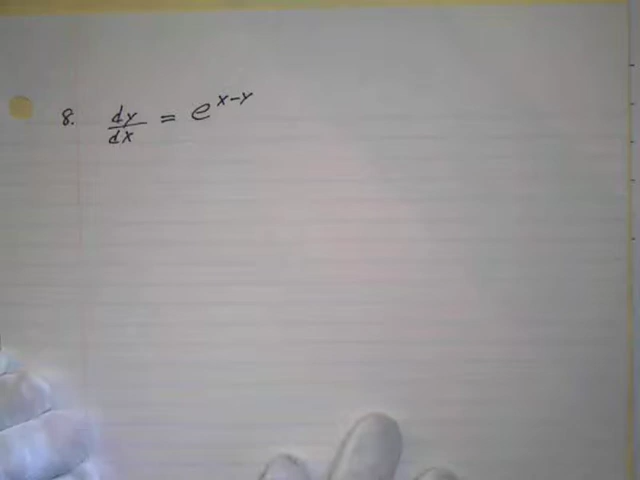 8. dy/dx = e^{x-y}